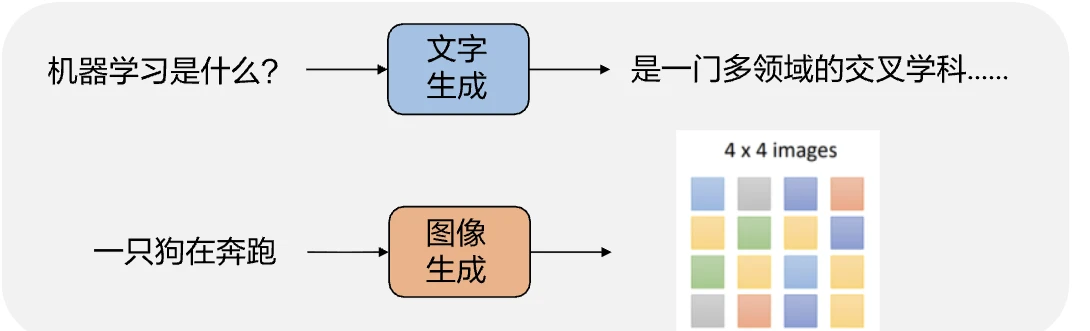 机器学习是什么?
文字
生成
是一门多领域的交叉学科......
4 x 4 images
一只狗在奔跑
图像
生成